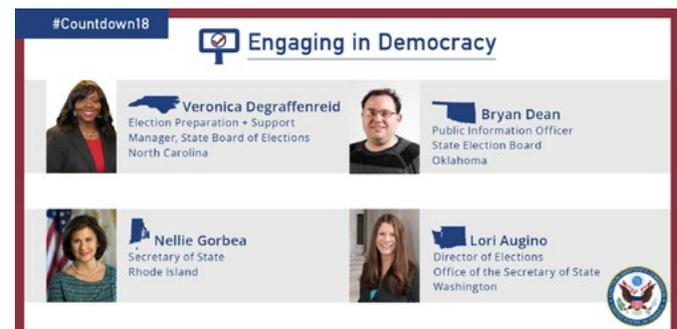 #Countdown18
Engaging in Democracy
Veronica Degraffenreid
Election Preparation + Support
Manager, State Board of Elections
North Carolina
Bryan Dean
Public Information Officer
State Election Board
Oklahoma
Nellie Gorbea
Secretary of State
Rhode Island
Lori Augino
Director of Elections
Office of the Secretary of State
Washington